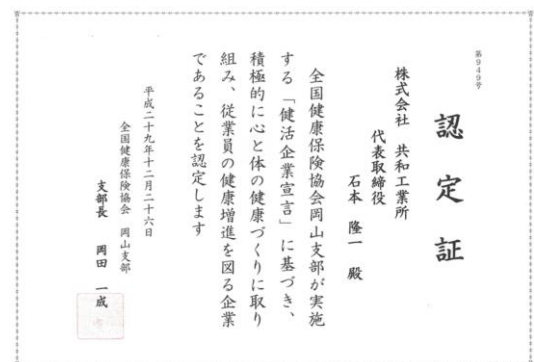 第949号
認定証
株式会社 共和工業所
代表取締役
石本 隆一 殿
全国健康保険協会岡山支部が実施
する「健活企業宣言」に基づき、
積極的に心と体の健康づくりに取り
組み、従業員の健康増進を図る企業
であることを認定します
平成二十九年十二月二十六日
全国健康保険協会 岡山支部
支部長 岡田 一成